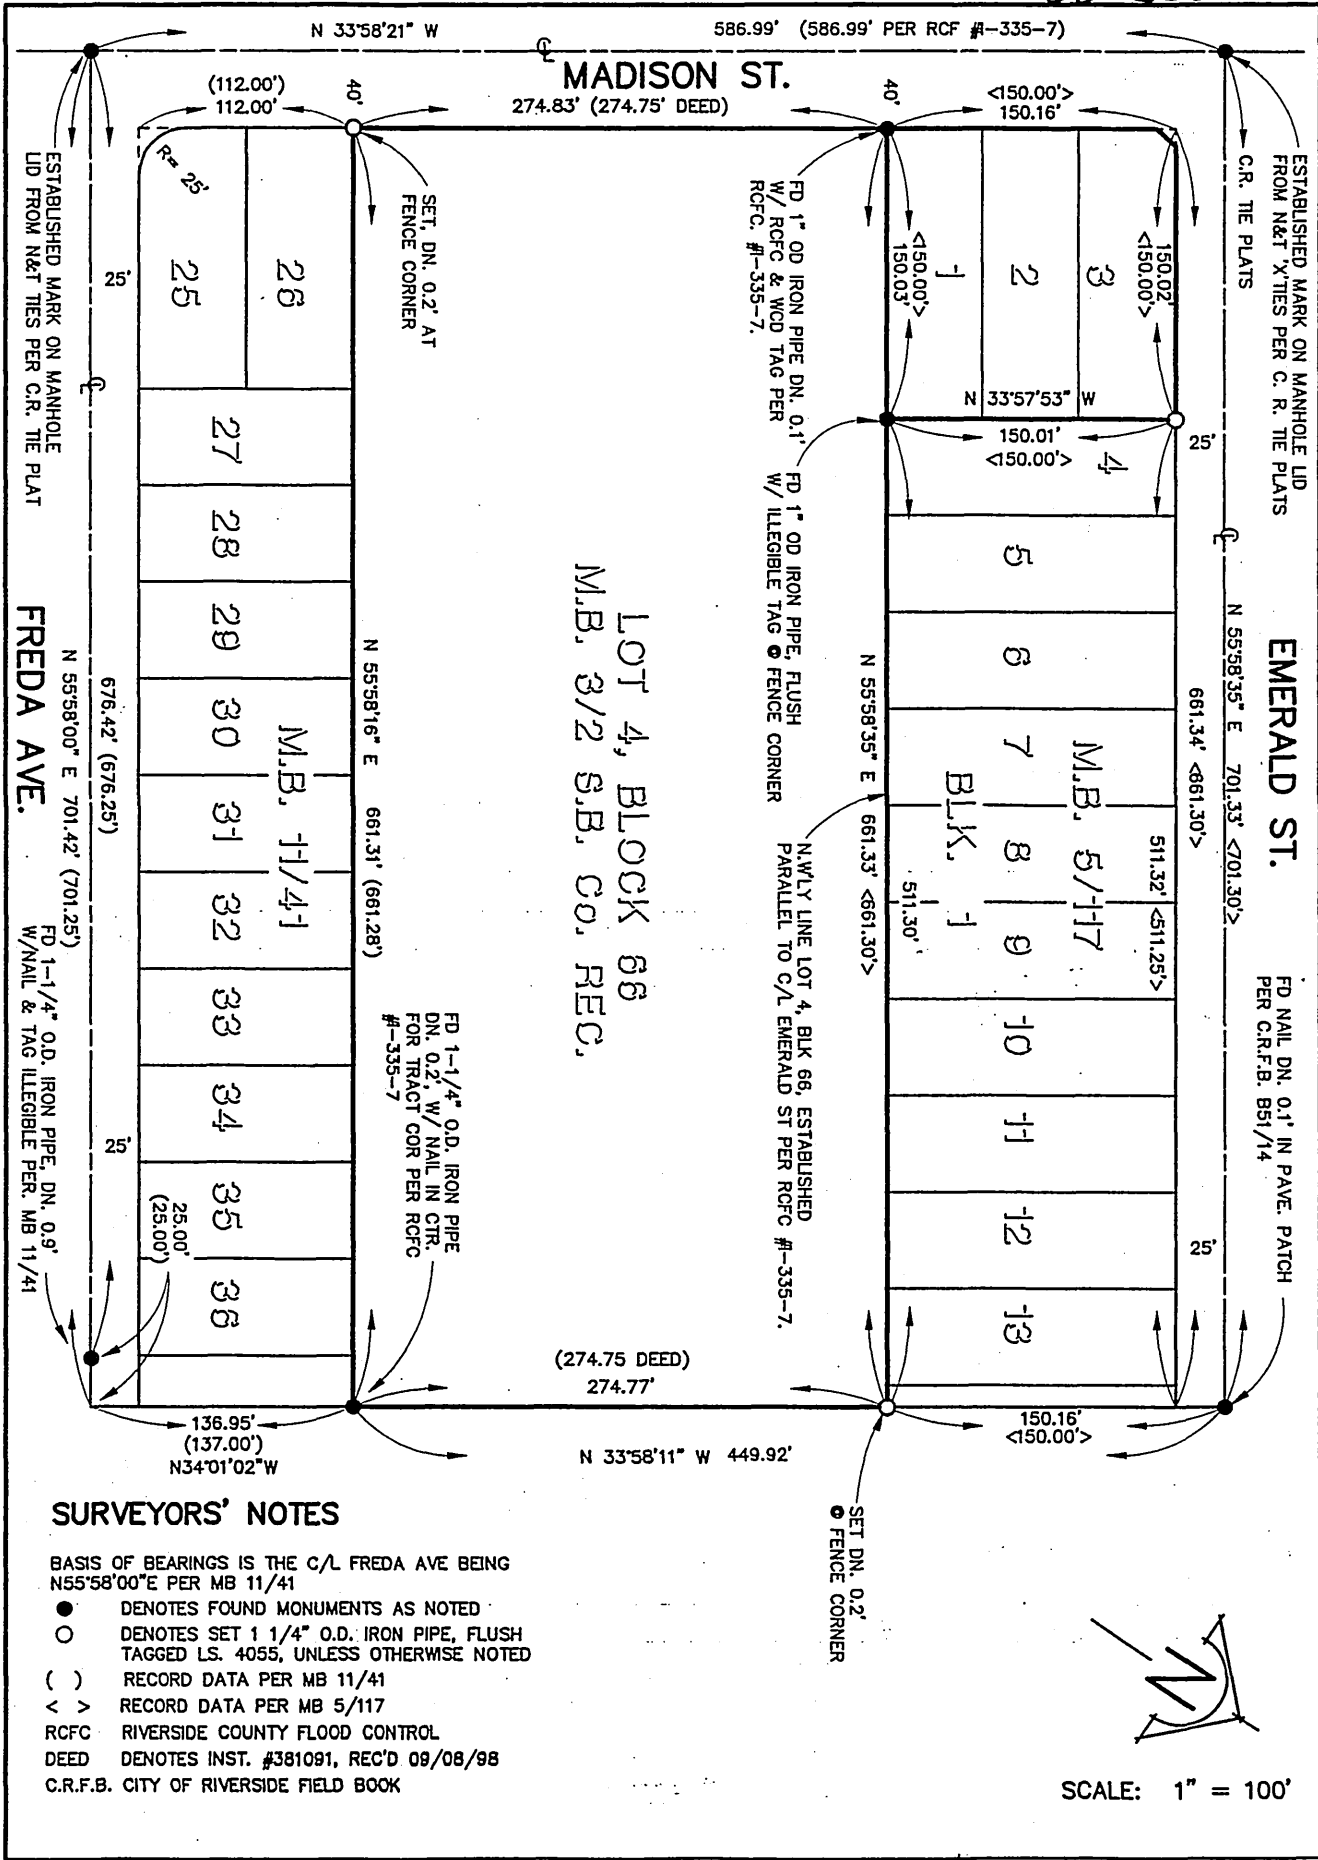 N 33°58'21" W
586.99' (586.99' PER RCF #1-335-7)
℄
MADISON ST.
(112.00')
112.00'
40'
274.83' (274.75' DEED)
40'
<150.00'>
150.16'
R= 25'
ESTABLISHED MARK ON MANHOLE
LID FROM N&T TIES PER C.R. TIE PLAT
SET, DN. 0.2' AT
FENCE CORNER
FD 1" OD IRON PIPE DN. 0.1'
W/ RCFC & WCD TAG PER
RCFC. #1-335-7.
ESTABLISHED MARK ON MANHOLE LID
FROM N&T 'X'TIES PER C. R. TIE PLATS
C.R. TIE PLATS
25
26
25'
<150.00'>
150.03'
1
2
3
150.02'
<150.00'>
N 33°57'53" W
150.01'
<150.00'>
4
25'
℄
℄
27
28
29
30
31
32
33
34
35
36
M.B. 11/41
FD 1" OD IRON PIPE, FLUSH
W/ ILLEGIBLE TAG @ FENCE CORNER
5
6
7
8
9
10
11
12
13
M.B. 5/117
BLK. 1
LOT 4, BLOCK 66
M.B. 3/2 S.B. CO. REC.
FREDA AVE.
N 55°58'00" E 701.42' (701.25')
676.42' (676.25')
N 55°58'16" E 661.31' (661.28')
N 55°58'35" E 661.33' <661.30'>
511.30'
511.32' <511.25'>
661.34' <661.30'>
N 55°58'35" E 701.33' <701.30'>
EMERALD ST.
N.W'LY LINE LOT 4, BLK 66, ESTABLISHED
PARALLEL TO C/L EMERALD ST PER RCFC #1-335-7.
FD NAIL DN. 0.1' IN PAVE. PATCH
PER C.R.F.B. B51/14
FD 1-1/4" O.D. IRON PIPE
DN. 0.2', W/ NAIL IN CTR.
FOR TRACT COR PER RCFC
#1-335-7
FD 1-1/4" O.D. IRON PIPE, DN. 0.9'
W/NAIL & TAG ILLEGIBLE PER. MB 11/41
25'
25.00'
(25.00')
25'
(274.75 DEED)
274.77'
136.95'
(137.00')
N34°01'02"W
150.16'
<150.00'>
N 33°58'11" W 449.92'
SET DN. 0.2'
@ FENCE CORNER
SURVEYORS' NOTES
BASIS OF BEARINGS IS THE C/L FREDA AVE BEING
N55°58'00"E PER MB 11/41
● DENOTES FOUND MONUMENTS AS NOTED
○ DENOTES SET 1 1/4" O.D. IRON PIPE, FLUSH
TAGGED LS. 4055, UNLESS OTHERWISE NOTED
( ) RECORD DATA PER MB 11/41
< > RECORD DATA PER MB 5/117
RCFC RIVERSIDE COUNTY FLOOD CONTROL
DEED DENOTES INST. #381091, REC'D 09/08/98
C.R.F.B. CITY OF RIVERSIDE FIELD BOOK
N
SCALE: 1" = 100'